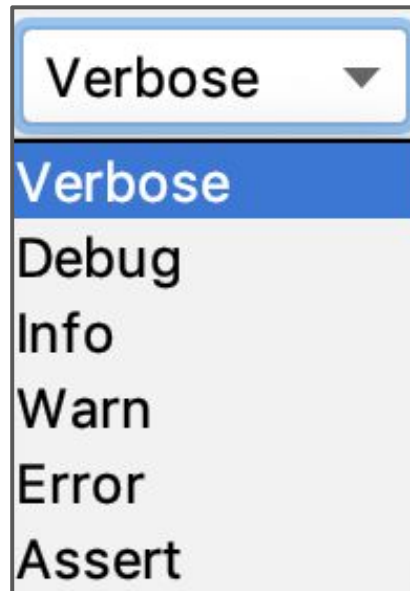 Verbose
Verbose
Debug
Info
Warn
Error
Assert